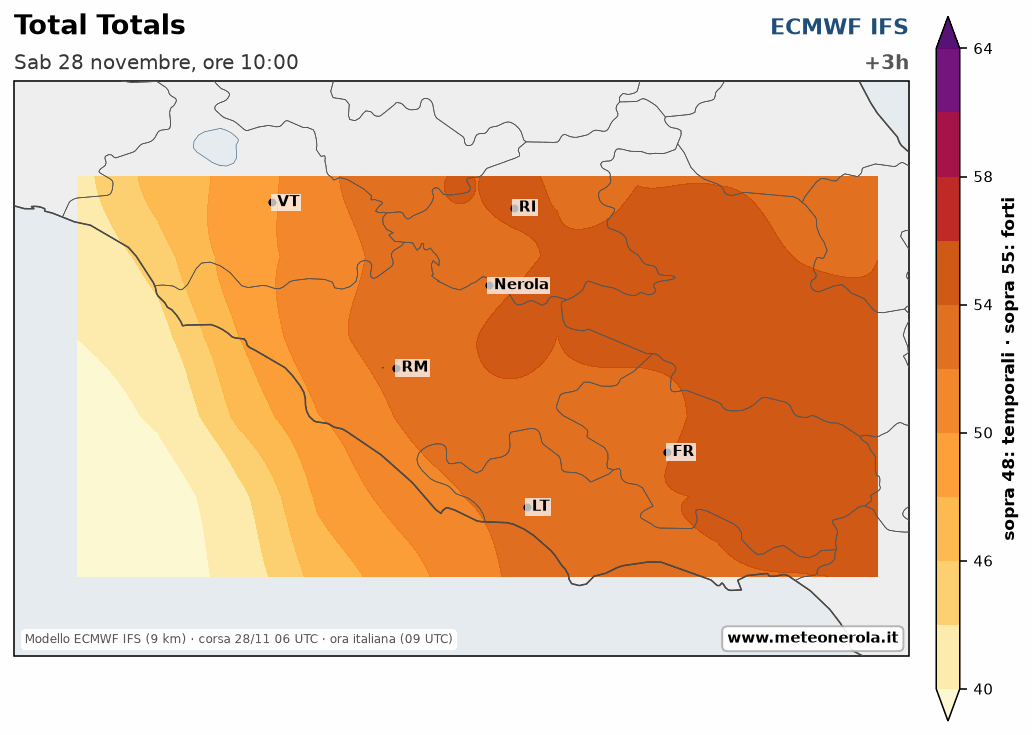 Total Totals
ECMWF IFS
Sab 28 novembre, ore 10:00
+3h
VT
RI
Nerola
RM
FR
LT
Modello ECMWF IFS (9 km) · corsa 28/11 06 UTC · ora italiana (09 UTC)
www.meteonerola.it
64
58
54
50
46
40
sopra 48: temporali · sopra 55: forti